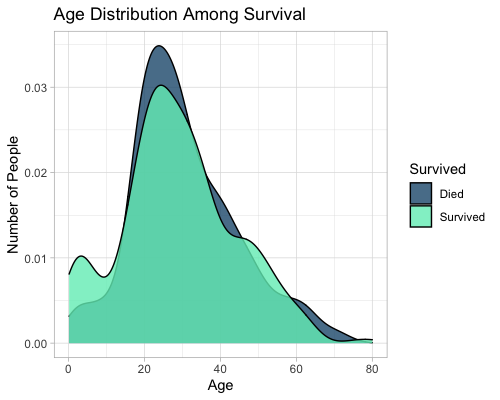 Age Distribution Among Survival
Number of People
0.03
0.02
0.01
0.00
0
20
40
60
80
Age
Survived
Died
Survived